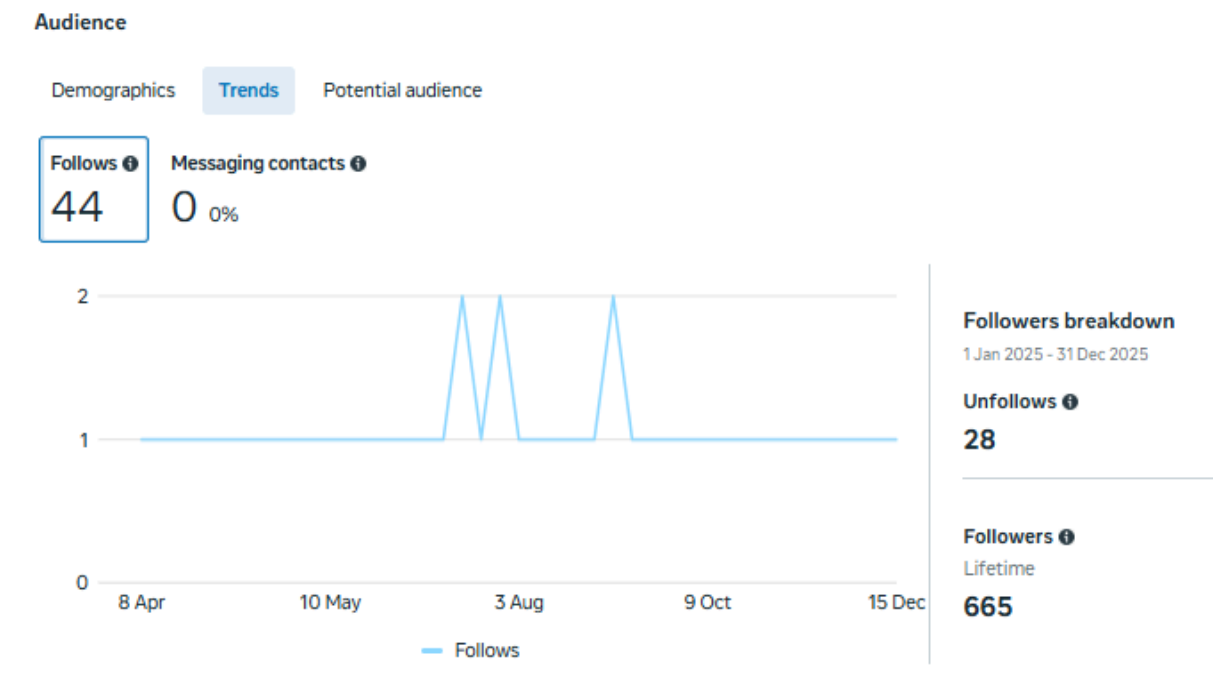 Audience
Demographics Trends Potential audience
Follows Messaging contacts
44 0 0%
2
1
0
8 Apr 10 May 3 Aug 9 Oct 15 Dec
Follows
Followers breakdown
1 Jan 2025 - 31 Dec 2025
Unfollows
28
Followers
Lifetime
665